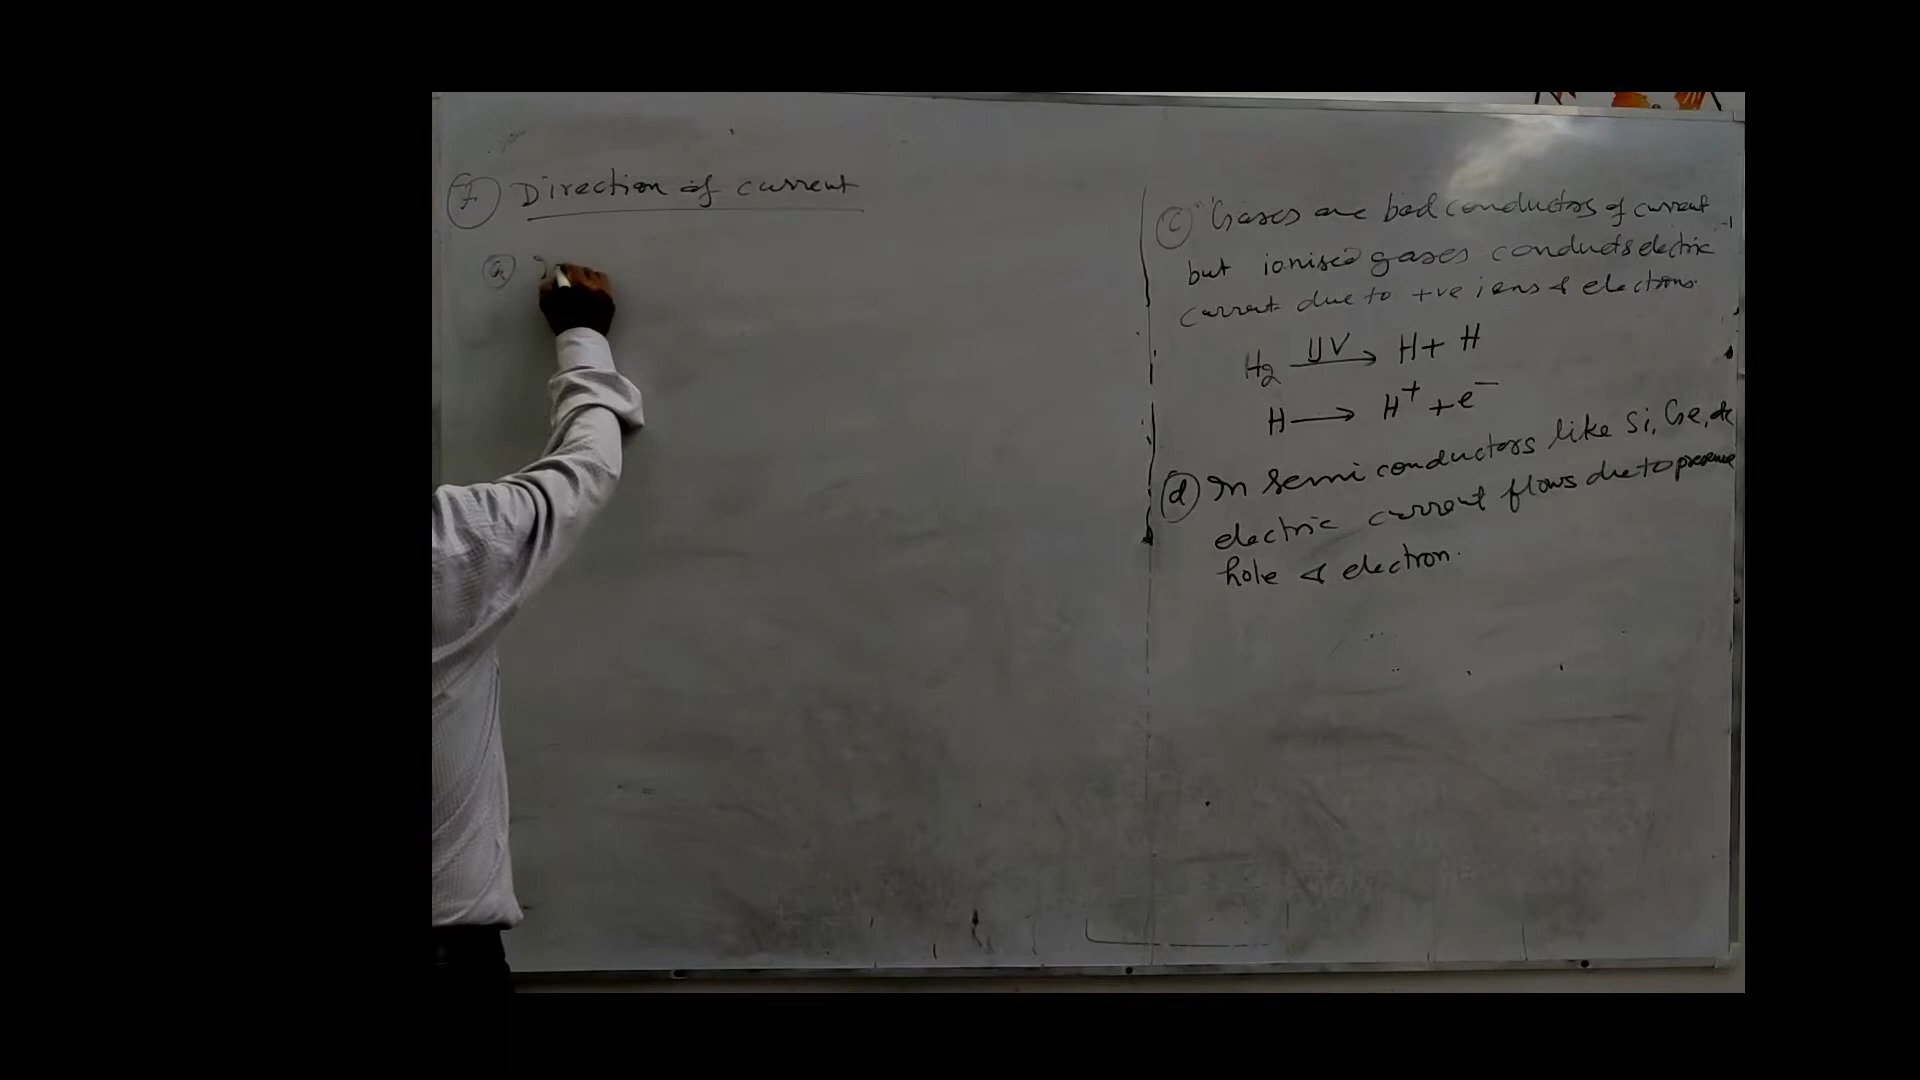 7 Direction of current
a
c Gases are bad conductors of current
but ionised gases conducts electric
current due to +ve ions & electrons.
H2 UV → H + H
H → H+ + e−
d In semi conductors like Si, Ge, etc
electric current flows due to presence
hole & electron.